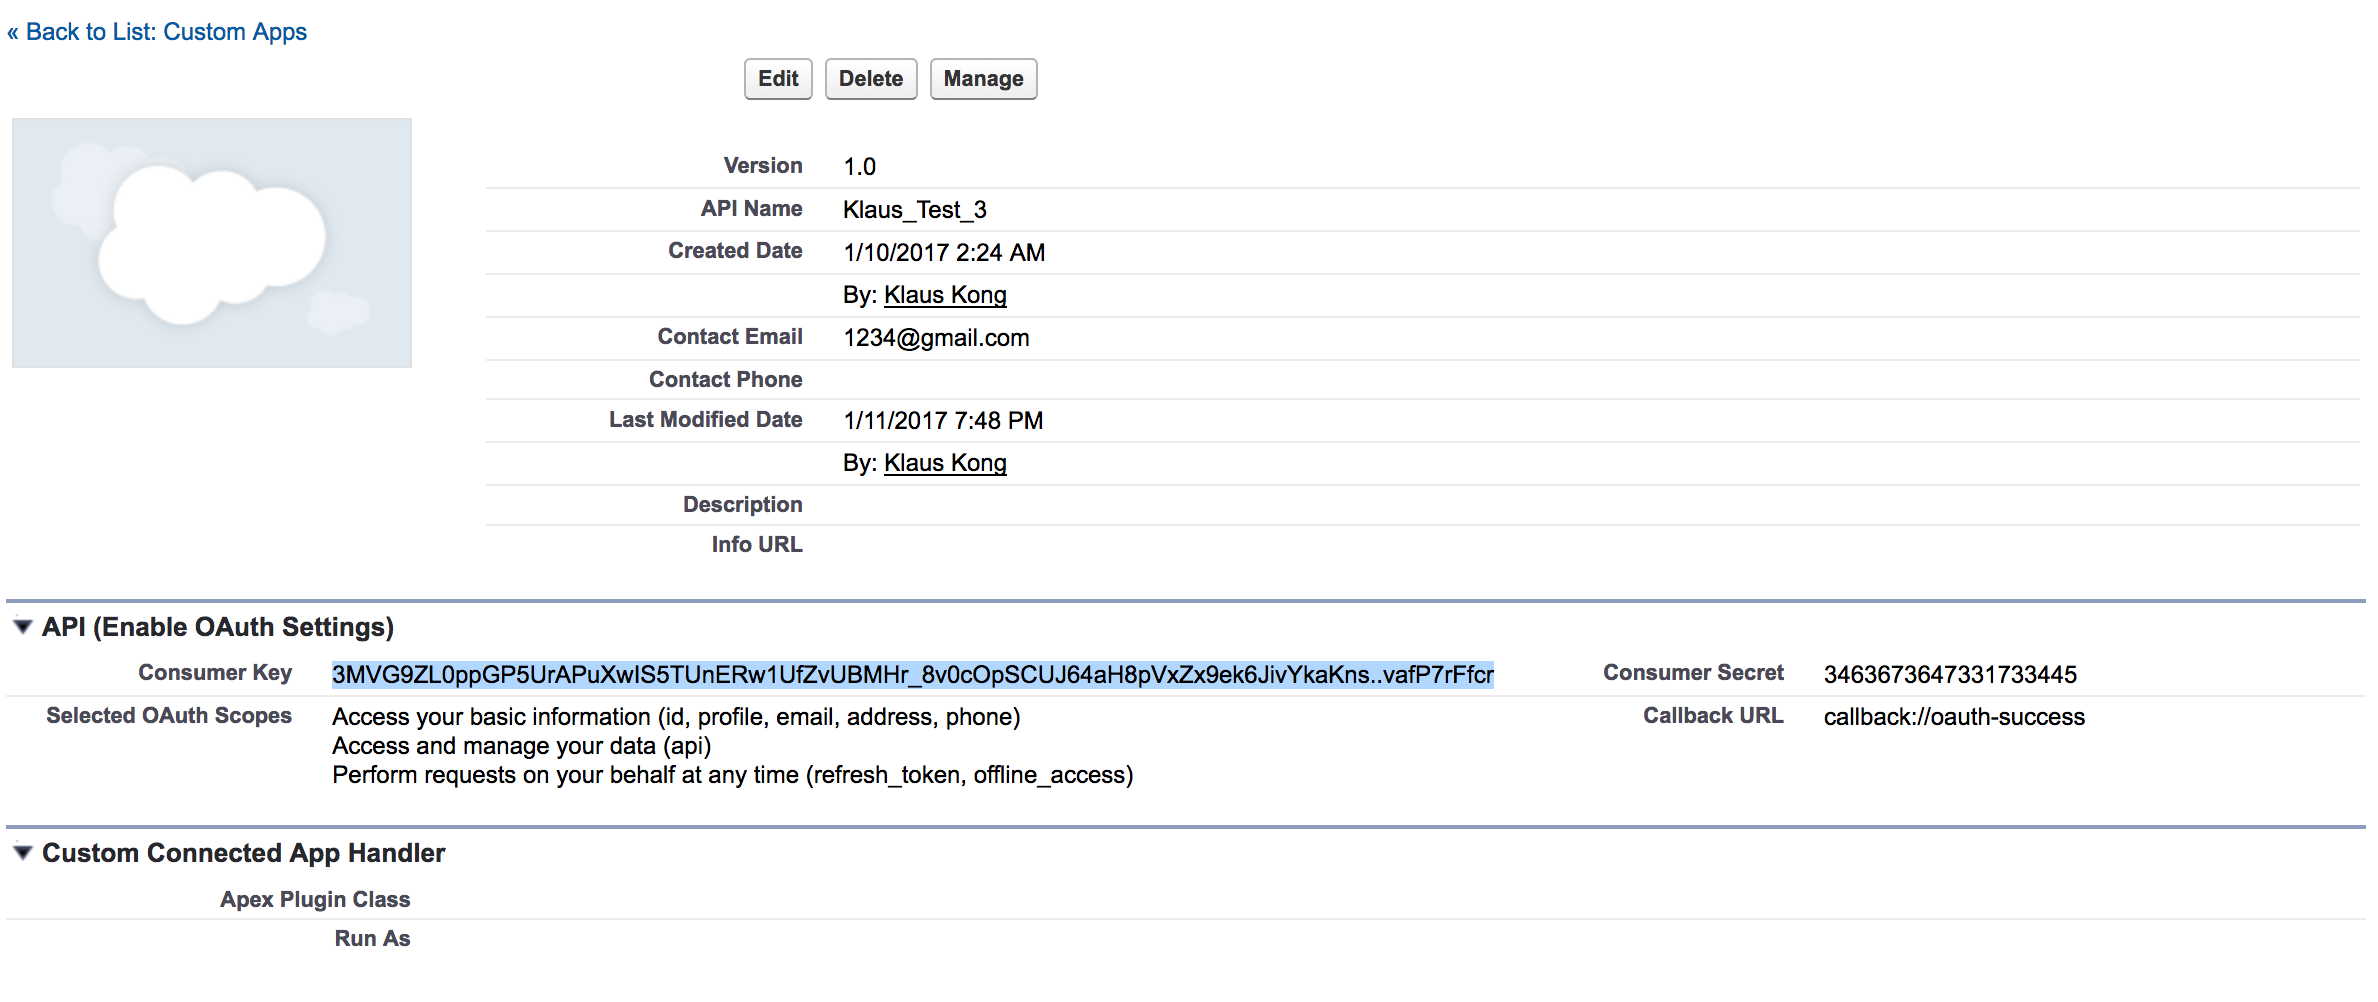 « Back to List: Custom Apps
Edit Delete Manage
Version 1.0
API Name Klaus_Test_3
Created Date 1/10/2017 2:24 AM
By: Klaus Kong
Contact Email 1234@gmail.com
Contact Phone
Last Modified Date 1/11/2017 7:48 PM
By: Klaus Kong
Description
Info URL
API (Enable OAuth Settings)
Consumer Key 3MVG9ZL0ppGP5UrAPuXwIS5TUnERw1UfZvUBMHr_8v0cOpSCUJ64aH8pVxZx9ek6JivYkaKns..vafP7rFfcr Consumer Secret 3463673647331733445
Selected OAuth Scopes Access your basic information (id, profile, email, address, phone) Callback URL callback://oauth-success
Access and manage your data (api)
Perform requests on your behalf at any time (refresh_token, offline_access)
Custom Connected App Handler
Apex Plugin Class
Run As